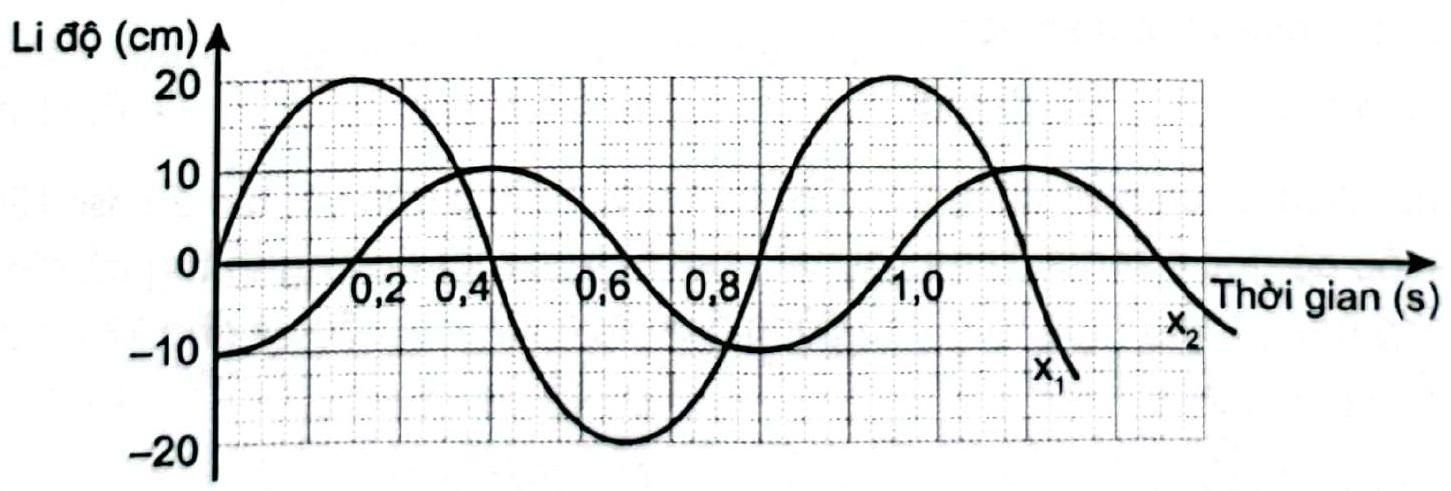 Li độ (cm)
20
10
0
0,2 0,4 0,6 0,8 1,0 Thời gian (s)
x₂
–10
x₁
–20